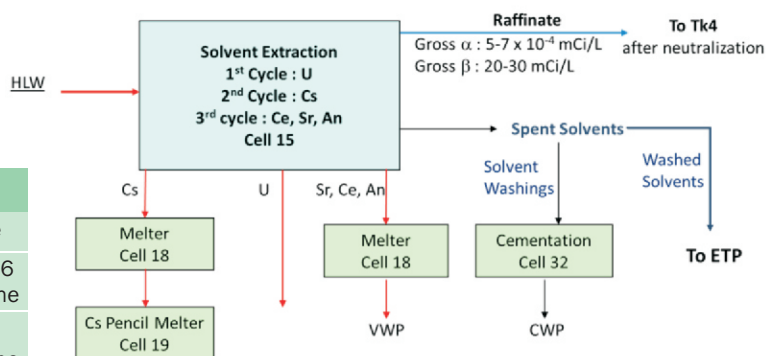 Raffinate
Gross α : 5-7 x 10⁻⁴ mCi/L
Gross β : 20-30 mCi/L
To Tk4
after neutralization
Solvent Extraction
1st Cycle : U
2nd Cycle : Cs
3rd cycle : Ce, Sr, An
Cell 15
HLW
Spent Solvents
Solvent
Washings
Washed
Solvents
Cs
U
Sr, Ce, An
Melter
Cell 18
Melter
Cell 18
Cementation
Cell 32
To ETP
6
Cs Pencil Melter
Cell 19
VWP
CWP